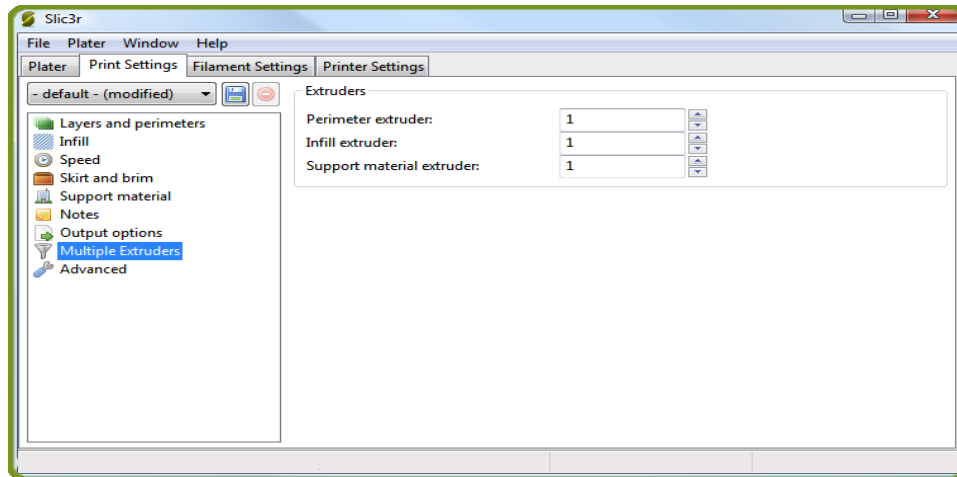 Slic3r
File Plater Window Help
Plater Print Settings Filament Settings Printer Settings
- default - (modified)
Layers and perimeters
Infill
Speed
Skirt and brim
Support material
Notes
Output options
Multiple Extruders
Advanced
Extruders
Perimeter extruder: 1
Infill extruder: 1
Support material extruder: 1